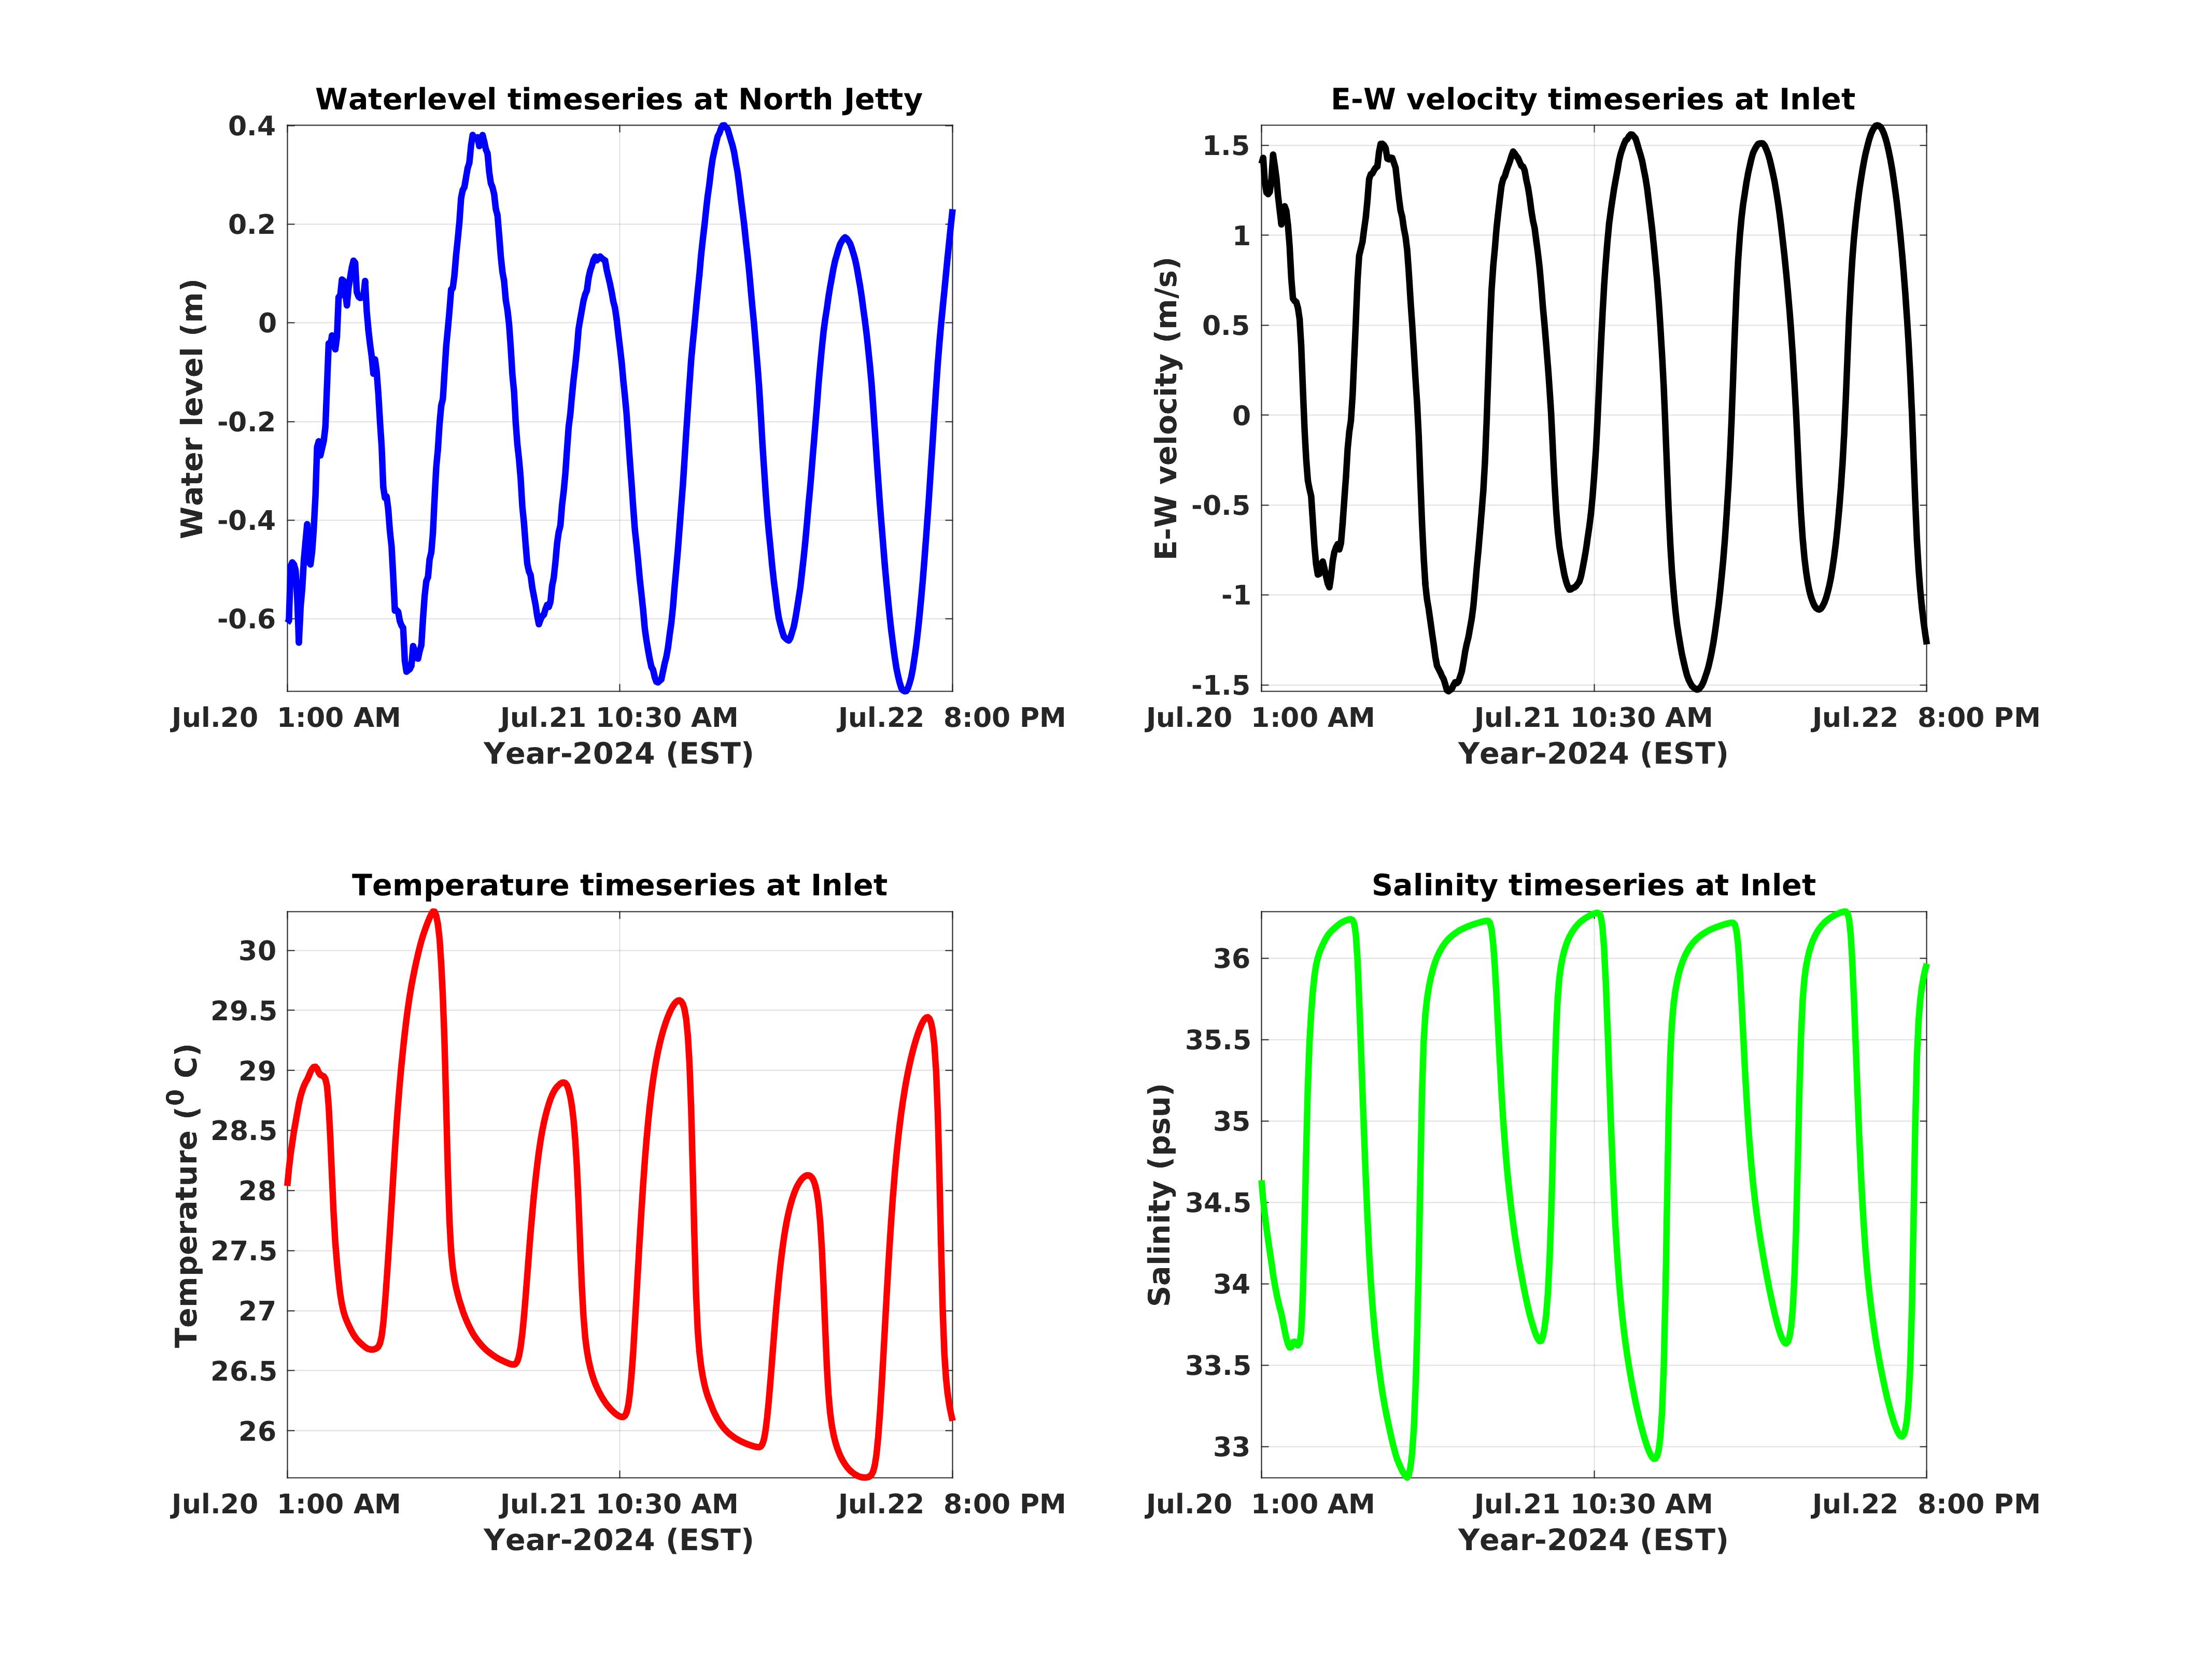 Waterlevel timeseries at North Jetty
0.4
0.2
0
-0.2
-0.4
-0.6
Water level (m)
Jul.20 1:00 AM
Jul.21 10:30 AM
Jul.22 8:00 PM
Year-2024 (EST)
E-W velocity timeseries at Inlet
1.5
1
0.5
0
-0.5
-1
-1.5
E-W velocity (m/s)
Jul.20 1:00 AM
Jul.21 10:30 AM
Jul.22 8:00 PM
Year-2024 (EST)
Temperature timeseries at Inlet
30
29.5
29
28.5
28
27.5
27
26.5
26
Temperature (⁰ C)
Jul.20 1:00 AM
Jul.21 10:30 AM
Jul.22 8:00 PM
Year-2024 (EST)
Salinity timeseries at Inlet
36
35.5
35
34.5
34
33.5
33
Salinity (psu)
Jul.20 1:00 AM
Jul.21 10:30 AM
Jul.22 8:00 PM
Year-2024 (EST)